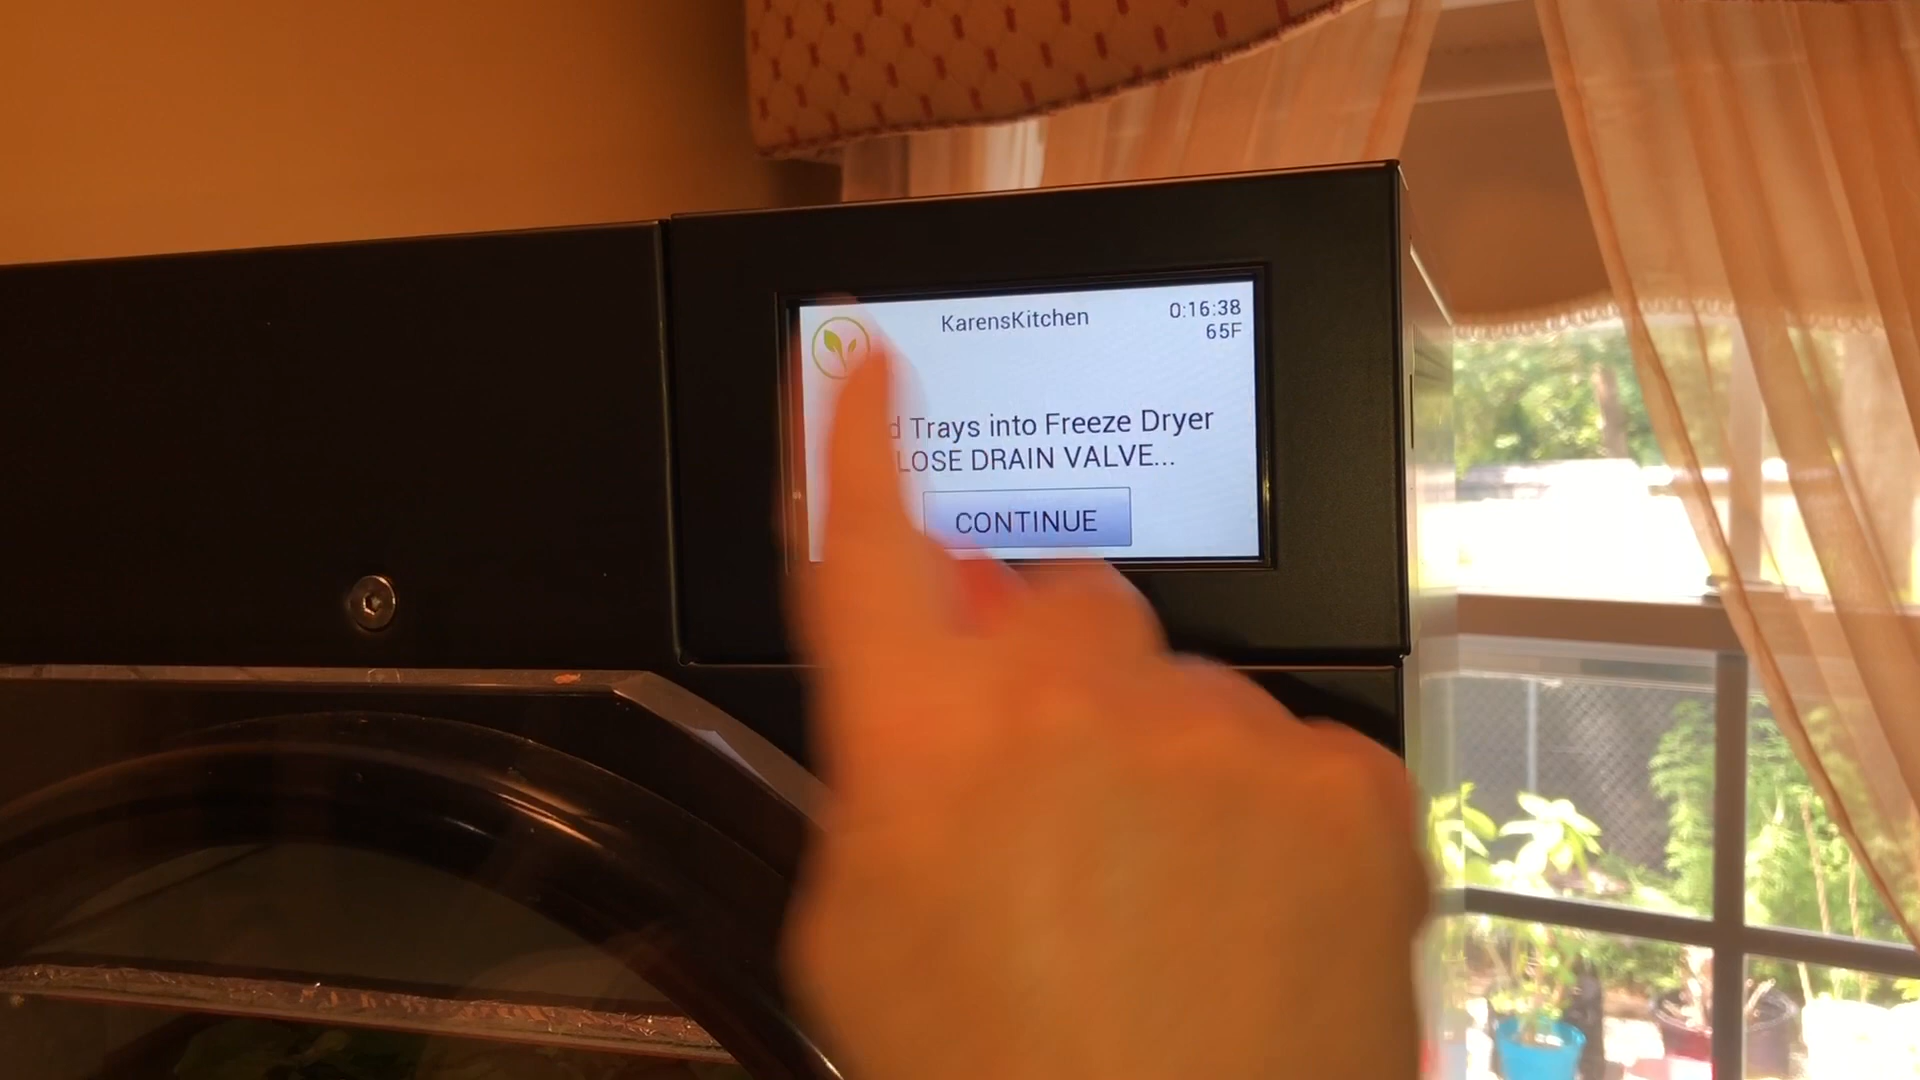 KarensKitchen
0:16:38
65F
Trays into Freeze Dryer
LOSE DRAIN VALVE...
CONTINUE